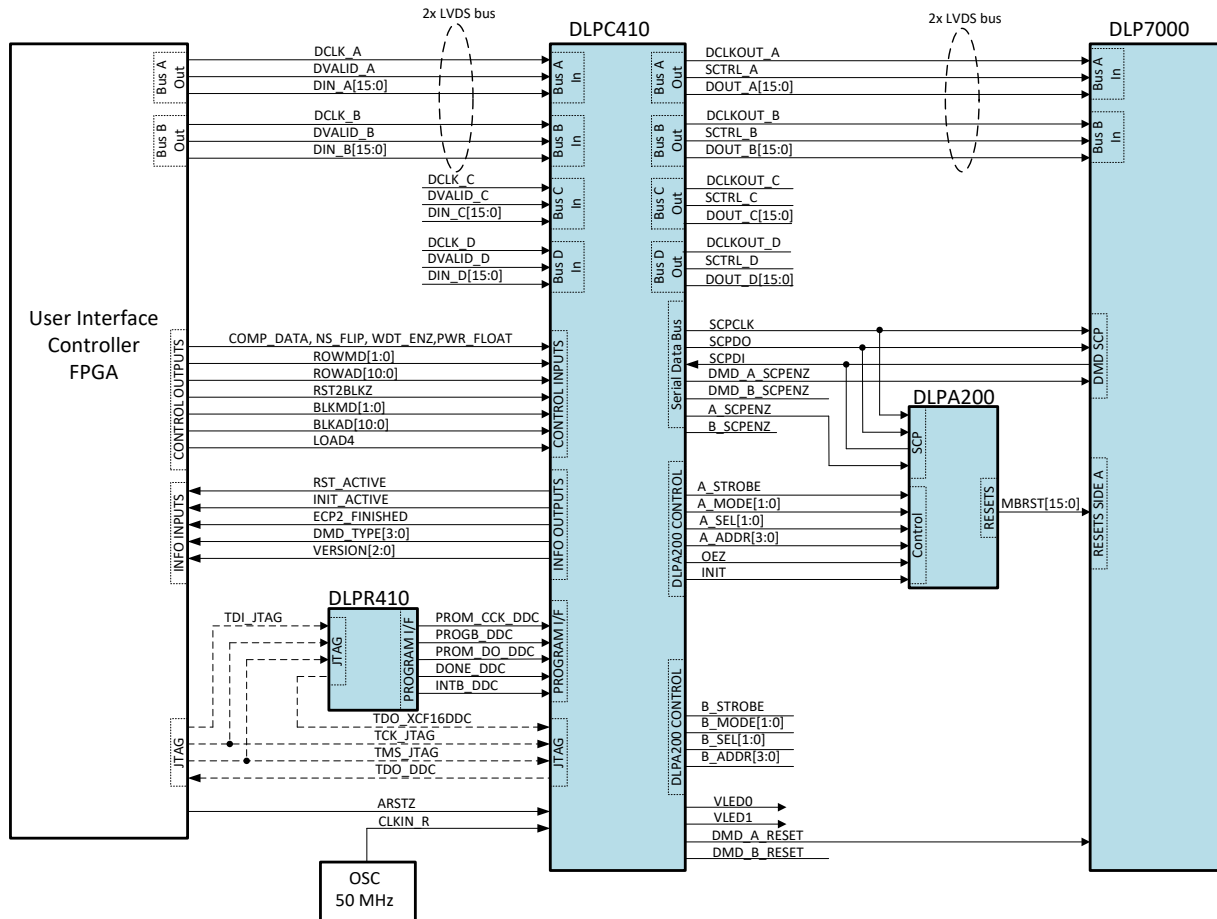 2x LVDS bus
2x LVDS bus
DLPC410
DLP7000
User Interface
Controller
FPGA
Bus A
Out
Bus B
Out
DCLK_A
DVALID_A
DIN_A[15:0]
DCLK_B
DVALID_B
DIN_B[15:0]
DCLK_C
DVALID_C
DIN_C[15:0]
DCLK_D
DVALID_D
DIN_D[15:0]
Bus A
In
Bus B
In
Bus C
In
Bus D
In
Bus A
Out
Bus B
Out
Bus C
Out
Bus D
Out
DCLKOUT_A
SCTRL_A
DOUT_A[15:0]
DCLKOUT_B
SCTRL_B
DOUT_B[15:0]
DCLKOUT_C
SCTRL_C
DOUT_C[15:0]
DCLKOUT_D
SCTRL_D
DOUT_D[15:0]
Bus A
In
Bus B
In
CONTROL OUTPUTS
COMP_DATA, NS_FLIP, WDT_ENZ,PWR_FLOAT
ROWMD[1:0]
ROWAD[10:0]
RST2BLKZ
BLKMD[1:0]
BLKAD[10:0]
LOAD4
CONTROL INPUTS
Serial Data Bus
SCPCLK
SCPDO
SCPDI
DMD_A_SCPENZ
DMD_B_SCPENZ
A_SCPENZ
B_SCPENZ
DMD SCP
DLPA200
SCP
Control
RESETS
MBRST[15:0]
RESETS SIDE A
INFO INPUTS
RST_ACTIVE
INIT_ACTIVE
ECP2_FINISHED
DMD_TYPE[3:0]
VERSION[2:0]
INFO OUTPUTS
DLPA200 CONTROL
A_STROBE
A_MODE[1:0]
A_SEL[1:0]
A_ADDR[3:0]
OEZ
INIT
DLPR410
TDI_JTAG
JTAG
PROGRAM I/F
PROM_CCK_DDC
PROGB_DDC
PROM_DO_DDC
DONE_DDC
INTB_DDC
PROGRAM I/F
JTAG
TDO_XCF16DDC
TCK_JTAG
TMS_JTAG
TDO_DDC
JTAG
DLPA200 CONTROL
B_STROBE
B_MODE[1:0]
B_SEL[1:0]
B_ADDR[3:0]
ARSTZ
CLKIN_R
VLED0
VLED1
DMD_A_RESET
DMD_B_RESET
OSC
50 MHz